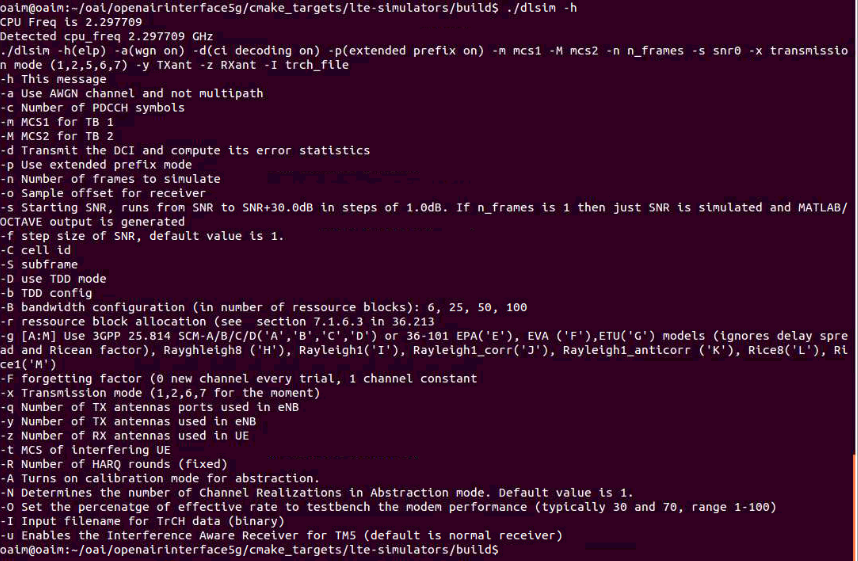 oaim@oaim:~/oai/openairinterface5g/cmake_targets/lte-simulators/build$ ./dlsim -h
CPU Freq is 2.297709
Detected cpu_freq 2.297709 GHz
./dlsim -h(elp) -a(wgn on) -d(ci decoding on) -p(extended prefix on) -m mcs1 -M mcs2 -n n_frames -s snr0 -x transmissio
n mode (1,2,5,6,7) -y TXant -z RXant -I trch_file
-h This message
-a Use AWGN channel and not multipath
-c Number of PDCCH symbols
-m MCS1 for TB 1
-M MCS2 for TB 2
-d Transmit the DCI and compute its error statistics
-p Use extended prefix mode
-n Number of frames to simulate
-o Sample offset for receiver
-s Starting SNR, runs from SNR to SNR+30.0dB in steps of 1.0dB. If n_frames is 1 then just SNR is simulated and MATLAB/
OCTAVE output is generated
-f step size of SNR, default value is 1.
-C cell id
-S subframe
-D use TDD mode
-b TDD config
-B bandwidth configuration (in number of ressource blocks): 6, 25, 50, 100
-r ressource block allocation (see  section 7.1.6.3 in 36.213
-g [A:M] Use 3GPP 25.814 SCM-A/B/C/D('A','B','C','D') or 36-101 EPA('E'), EVA ('F'),ETU('G') models (ignores delay spre
ad and Ricean factor), Rayghleigh8 ('H'), Rayleigh1('I'), Rayleigh1_corr('J'), Rayleigh1_anticorr ('K'), Rice8('L'), Ri
ce1('M')
-F forgetting factor (0 new channel every trial, 1 channel constant
-x Transmission mode (1,2,6,7 for the moment)
-q Number of TX antennas ports used in eNB
-y Number of TX antennas used in eNB
-z Number of RX antennas used in UE
-t MCS of interfering UE
-R Number of HARQ rounds (fixed)
-A Turns on calibration mode for abstraction.
-N Determines the number of Channel Realizations in Abstraction mode. Default value is 1.
-O Set the percenatge of effective rate to testbench the modem performance (typically 30 and 70, range 1-100)
-I Input filename for TrCH data (binary)
-u Enables the Interference Aware Receiver for TM5 (default is normal receiver)
oaim@oaim:~/oai/openairinterface5g/cmake_targets/lte-simulators/build$